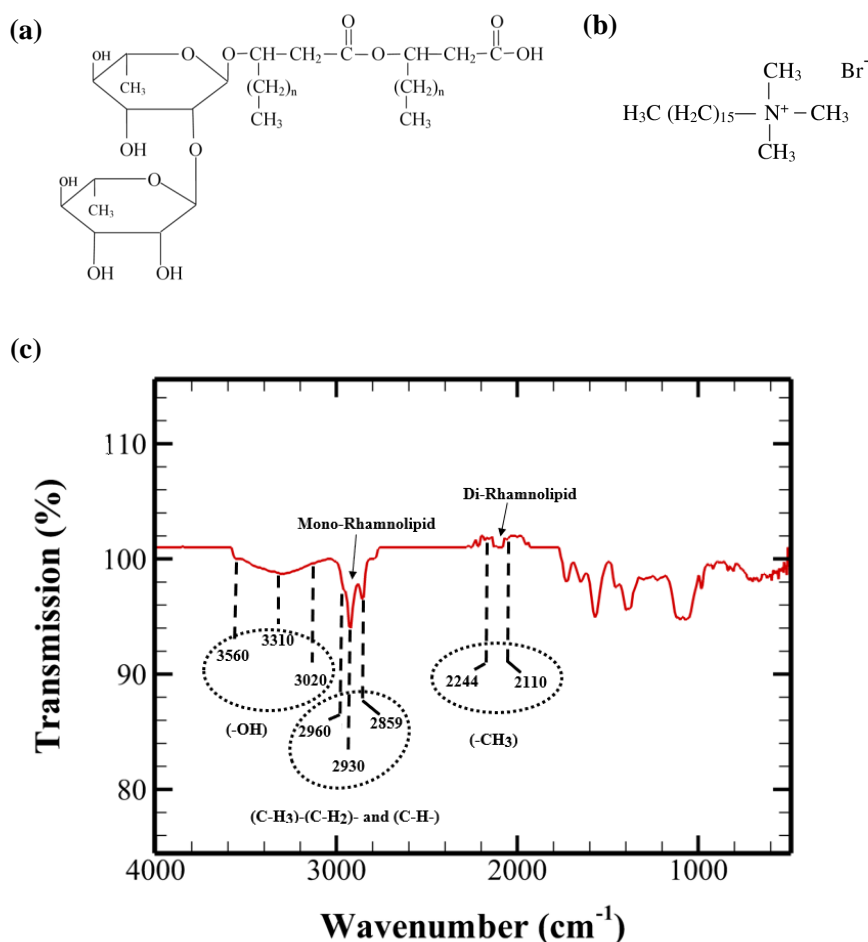 (a)
(b)
O O
OH O O–CH–CH₂–C–O–CH–CH₂–C–OH
OH CH₃ (CH₂)n (CH₂)n
CH₃ CH₃
OH O
OH O
OH CH₃
OH OH
CH₃ Br⁻
H₃C (H₂C)₁₅—N⁺—CH₃
CH₃
(c)
Transmission (%)
110
100
90
80
Mono-Rhamnolipid
Di-Rhamnolipid
3560
3310
3020
(-OH)
2960
2930
2859
(C-H3)-(C-H2)- and (C-H-)
2244
2110
(-CH3)
4000 3000 2000 1000
Wavenumber (cm⁻¹)